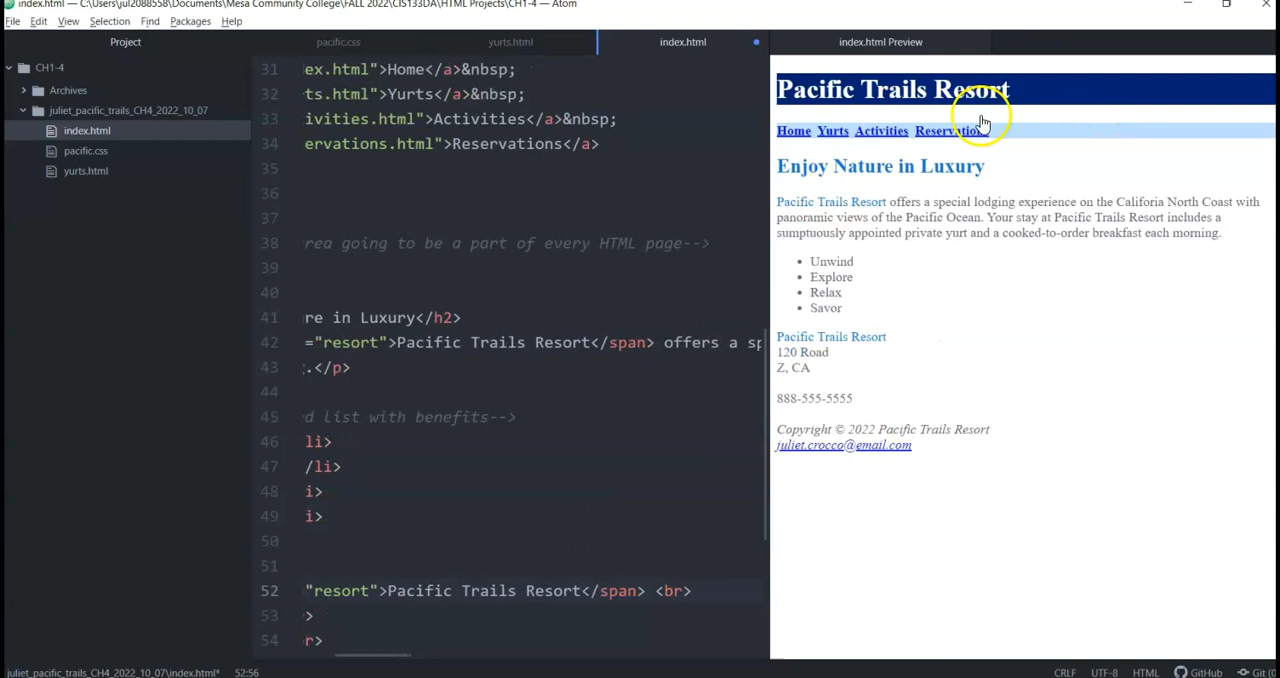 index.html — C:\Users\jul2088558\Documents\Mesa Community College\FALL 2022\CIS133DA\HTML Projects\CH1-4 — Atom
File Edit View Selection Find Packages Help
Project
pacific.css
yurts.html
index.html
index.html Preview
CH1-4
Archives
juliet_pacific_trails_CH4_2022_10_07
index.html
pacific.css
yurts.html
31 ex.html">Home</a>&nbsp;
32 ts.html">Yurts</a>&nbsp;
33 ivities.html">Activities</a>&nbsp;
34 ervations.html">Reservations</a>
35
36
37
38 rea going to be a part of every HTML page-->
39
40
41 re in Luxury</h2>
42 ="resort">Pacific Trails Resort</span> offers a sp
43 .</p>
44
45 d list with benefits-->
46 li>
47 /li>
48 i>
49 i>
50
51
52 "resort">Pacific Trails Resort</span> <br>
53 >
54 r>
Pacific Trails Resort
Home Yurts Activities Reservations
Enjoy Nature in Luxury
Pacific Trails Resort offers a special lodging experience on the Califoria North Coast with
panoramic views of the Pacific Ocean. Your stay at Pacific Trails Resort includes a
sumptuously appointed private yurt and a cooked-to-order breakfast each morning.
• Unwind
• Explore
• Relax
• Savor
Pacific Trails Resort
120 Road
Z, CA
888-555-5555
Copyright © 2022 Pacific Trails Resort
juliet.crocco@email.com
juliet_pacific_trails_CH4_2022_10_07\index.html* 52:56
CRLF UTF-8 HTML GitHub Git (0